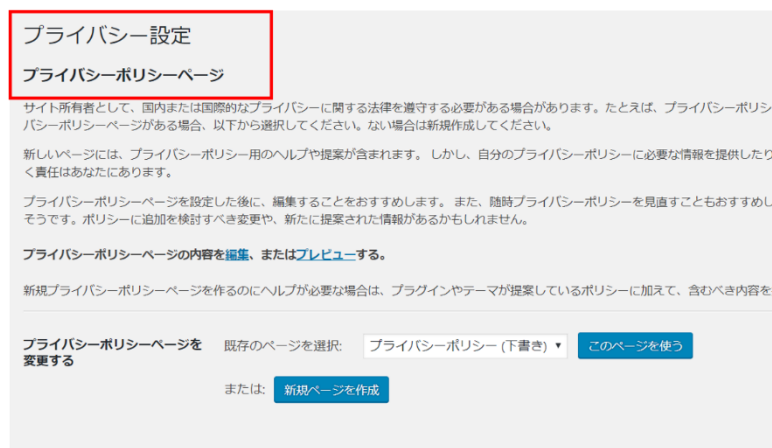 プライバシー設定
プライバシーポリシーページ
サイト所有者として、国内または国際的なプライバシーに関する法律を遵守する必要がある場合があります。たとえば、プライバシーポリシ
バシーポリシーページがある場合、以下から選択してください。ない場合は新規作成してください。
新しいページには、プライバシーポリシー用のヘルプや提案が含まれます。 しかし、自分のプライバシーポリシーに必要な情報を提供したり
く責任はあなたにあります。
プライバシーポリシーページを設定した後に、編集することをおすすめします。 また、随時プライバシーポリシーを見直すこともおすすめし
そうです。ポリシーに追加を検討すべき変更や、新たに提案された情報があるかもしれません。
プライバシーポリシーページの内容を編集、またはプレビューする。
新規プライバシーポリシーページを作るのにヘルプが必要な場合は、プラグインやテーマが提案しているポリシーに加えて、含むべき内容を
プライバシーポリシーページを変更する 既存のページを選択: プライバシーポリシー (下書き) このページを使う
または: 新規ページを作成